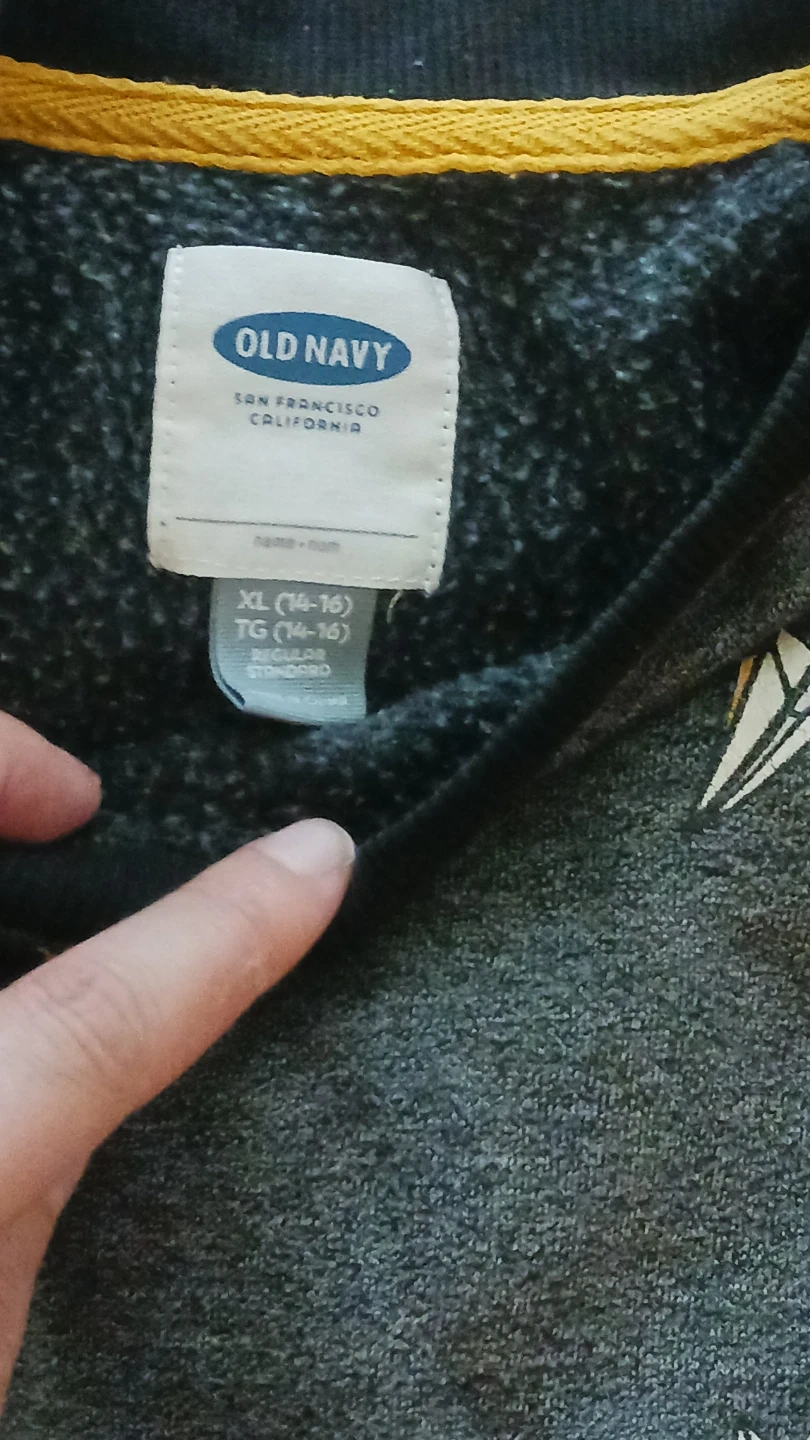 OLD NAVY
SAN FRANCISCO
CALIFORNIA
name • nom
XL (14-16)
TG (14-16)
REGULAR
STANDARD